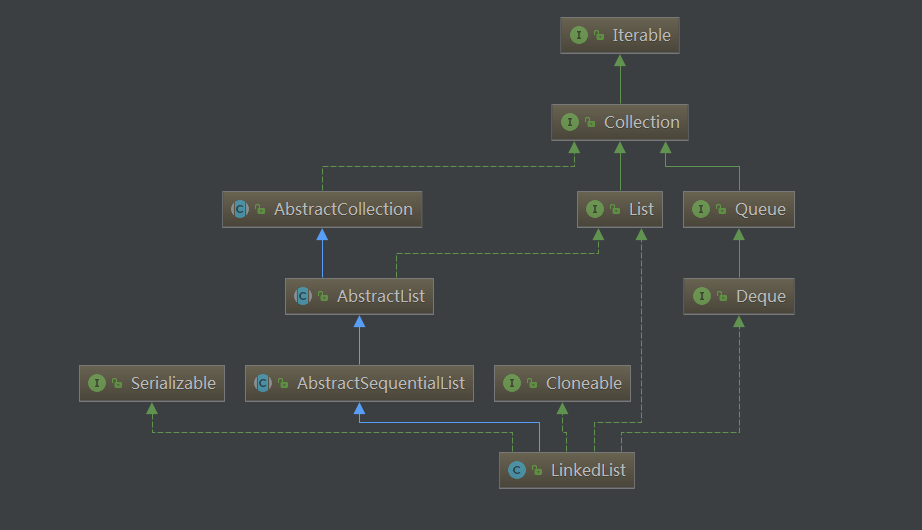 I Iterable
I Collection
C AbstractCollection
I List
I Queue
C AbstractList
I Deque
I Serializable
C AbstractSequentialList
I Cloneable
C LinkedList